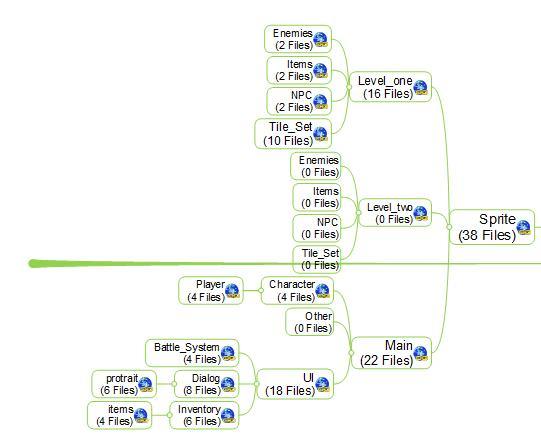 Enemies
(2 Files)
Items
(2 Files)
NPC
(2 Files)
Tile_Set
(10 Files)
Level_one
(16 Files)
Enemies
(0 Files)
Items
(0 Files)
NPC
(0 Files)
Tile_Set
(0 Files)
Level_two
(0 Files)
Sprite
(38 Files)
Player
(4 Files)
Character
(4 Files)
Other
(0 Files)
Main
(22 Files)
Battle_System
(4 Files)
protrait
(6 Files)
Dialog
(8 Files)
UI
(18 Files)
items
(4 Files)
Inventory
(6 Files)